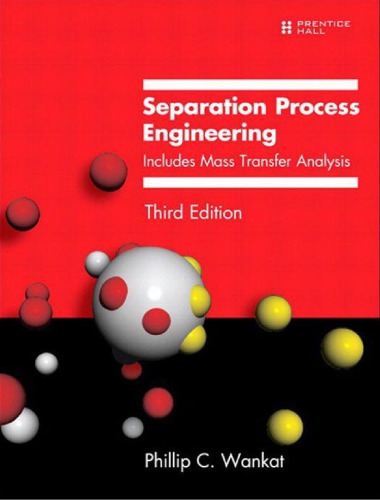 PRENTICE
HALL
Separation Process
Engineering
Includes Mass Transfer Analysis
Third Edition
Phillip C. Wankat